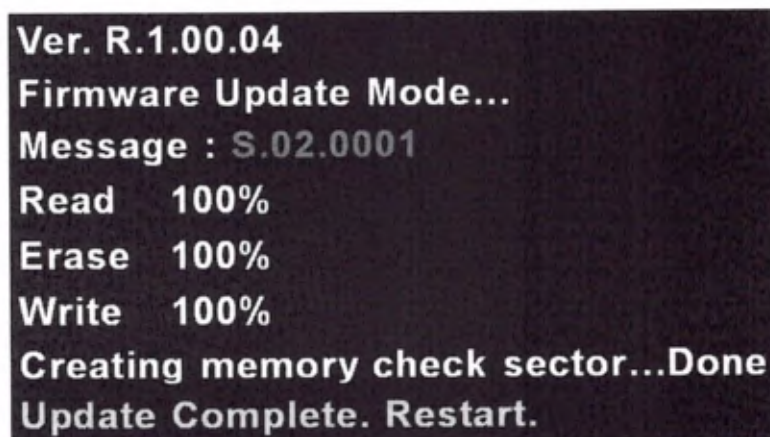 Ver. R.1.00.04
Firmware Update Mode...
Message : S.02.0001
Read 100%
Erase 100%
Write 100%
Creating memory check sector...Done
Update Complete. Restart.